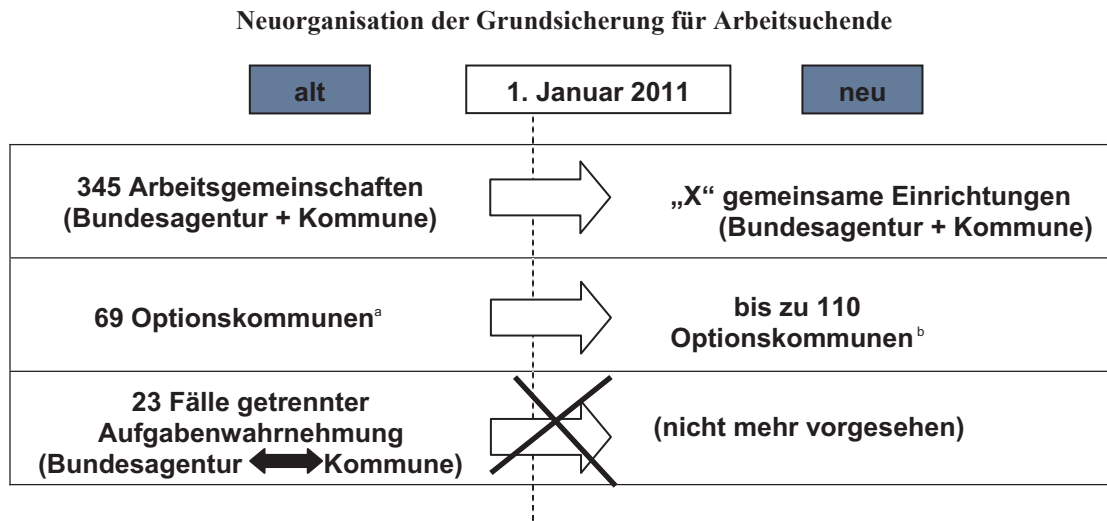 Neuorganisation der Grundsicherung für Arbeitsuchende
alt
1. Januar 2011
neu
345 Arbeitsgemeinschaften
(Bundesagentur + Kommune)
„X“ gemeinsame Einrichtungen
(Bundesagentur + Kommune)
69 Optionskommunenᵃ
bis zu 110
Optionskommunen ᵇ
23 Fälle getrennter
Aufgabenwahrnehmung
(Bundesagentur Kommune)
(nicht mehr vorgesehen)